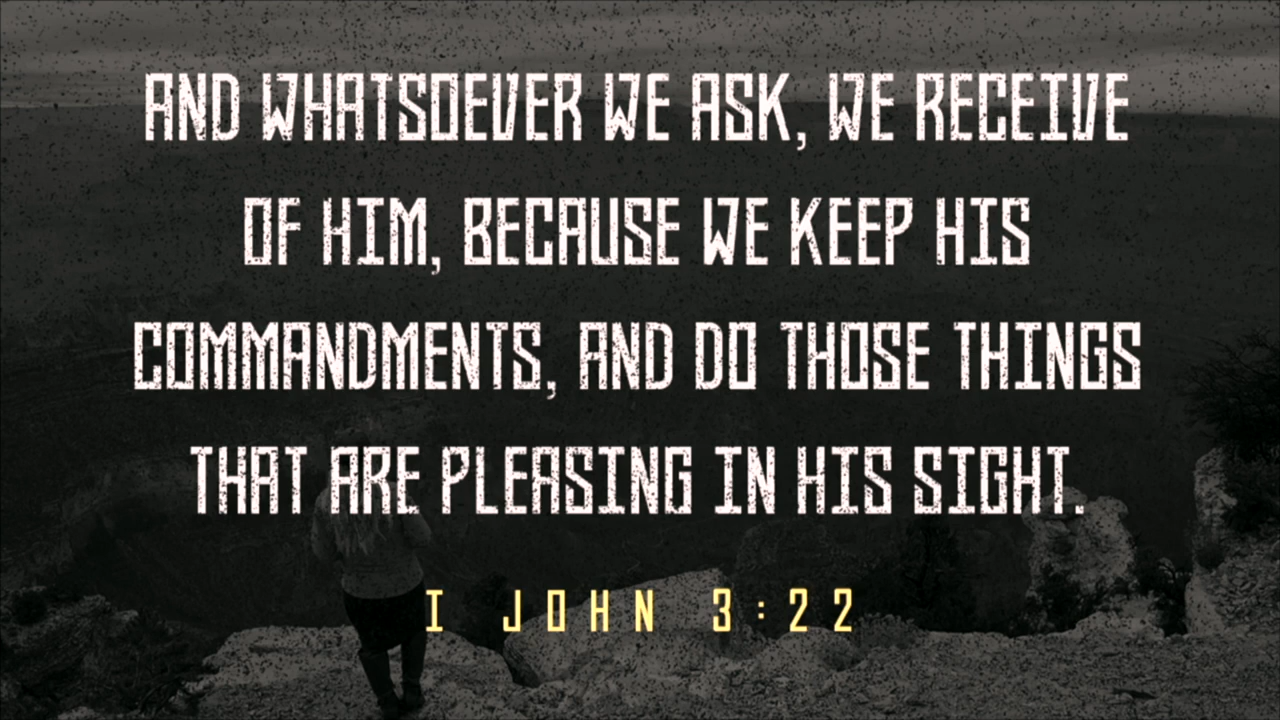 AND WHATSOEVER WE ASK, WE RECEIVE
OF HIM, BECAUSE WE KEEP HIS
COMMANDMENTS, AND DO THOSE THINGS
THAT ARE PLEASING IN HIS SIGHT.
I JOHN 3:22